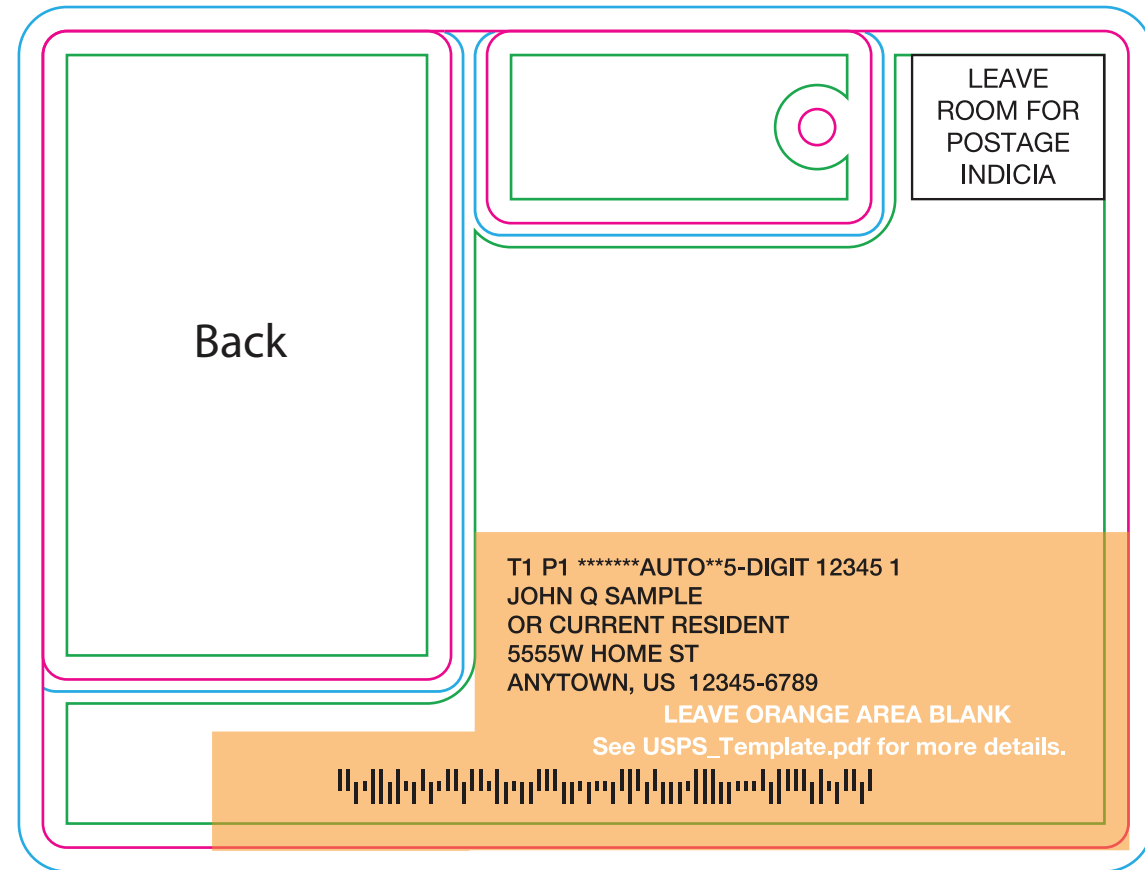 LEAVE
ROOM FOR
POSTAGE
INDICIA
Back
T1 P1 *******AUTO**5-DIGIT 12345 1
JOHN Q SAMPLE
OR CURRENT RESIDENT
5555W HOME ST
ANYTOWN, US  12345-6789
LEAVE ORANGE AREA BLANK
See USPS_Template.pdf for more details.